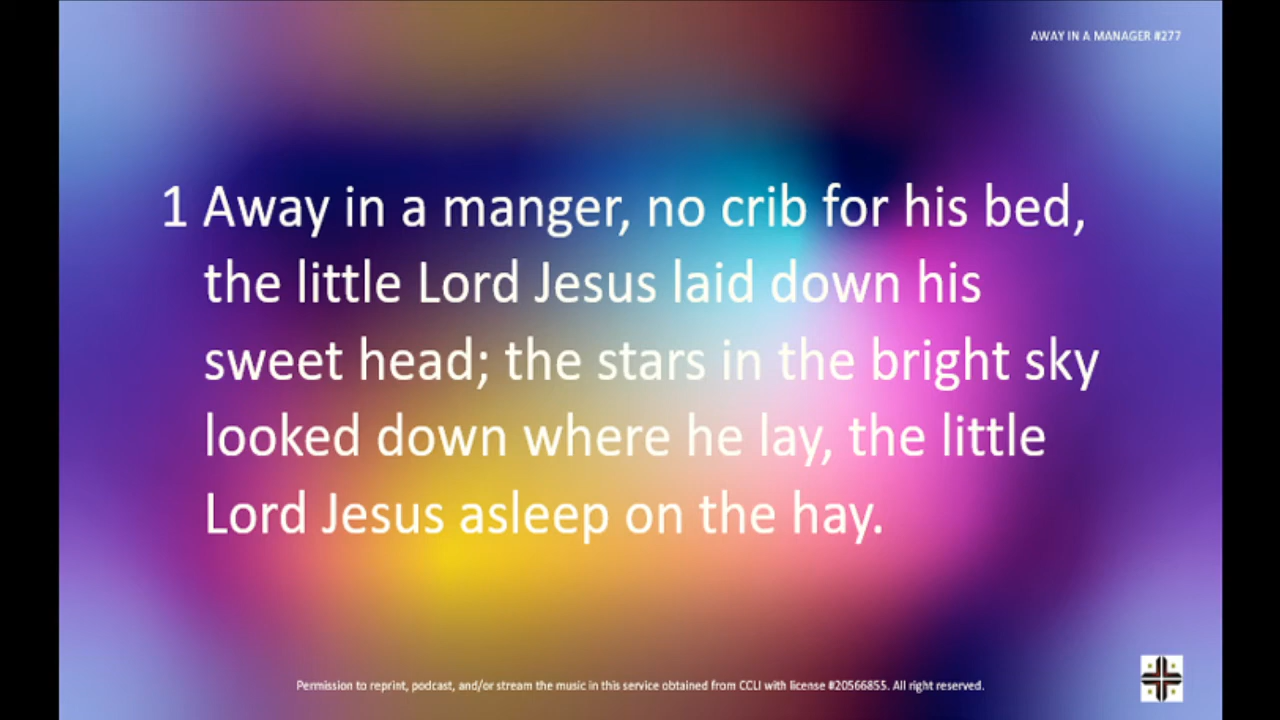 AWAY IN A MANAGER #277
1 Away in a manger, no crib for his bed,
the little Lord Jesus laid down his
sweet head; the stars in the bright sky
looked down where he lay, the little
Lord Jesus asleep on the hay.
Permission to reprint, podcast, and/or stream the music in this service obtained from CCLI with license #20566855. All right reserved.